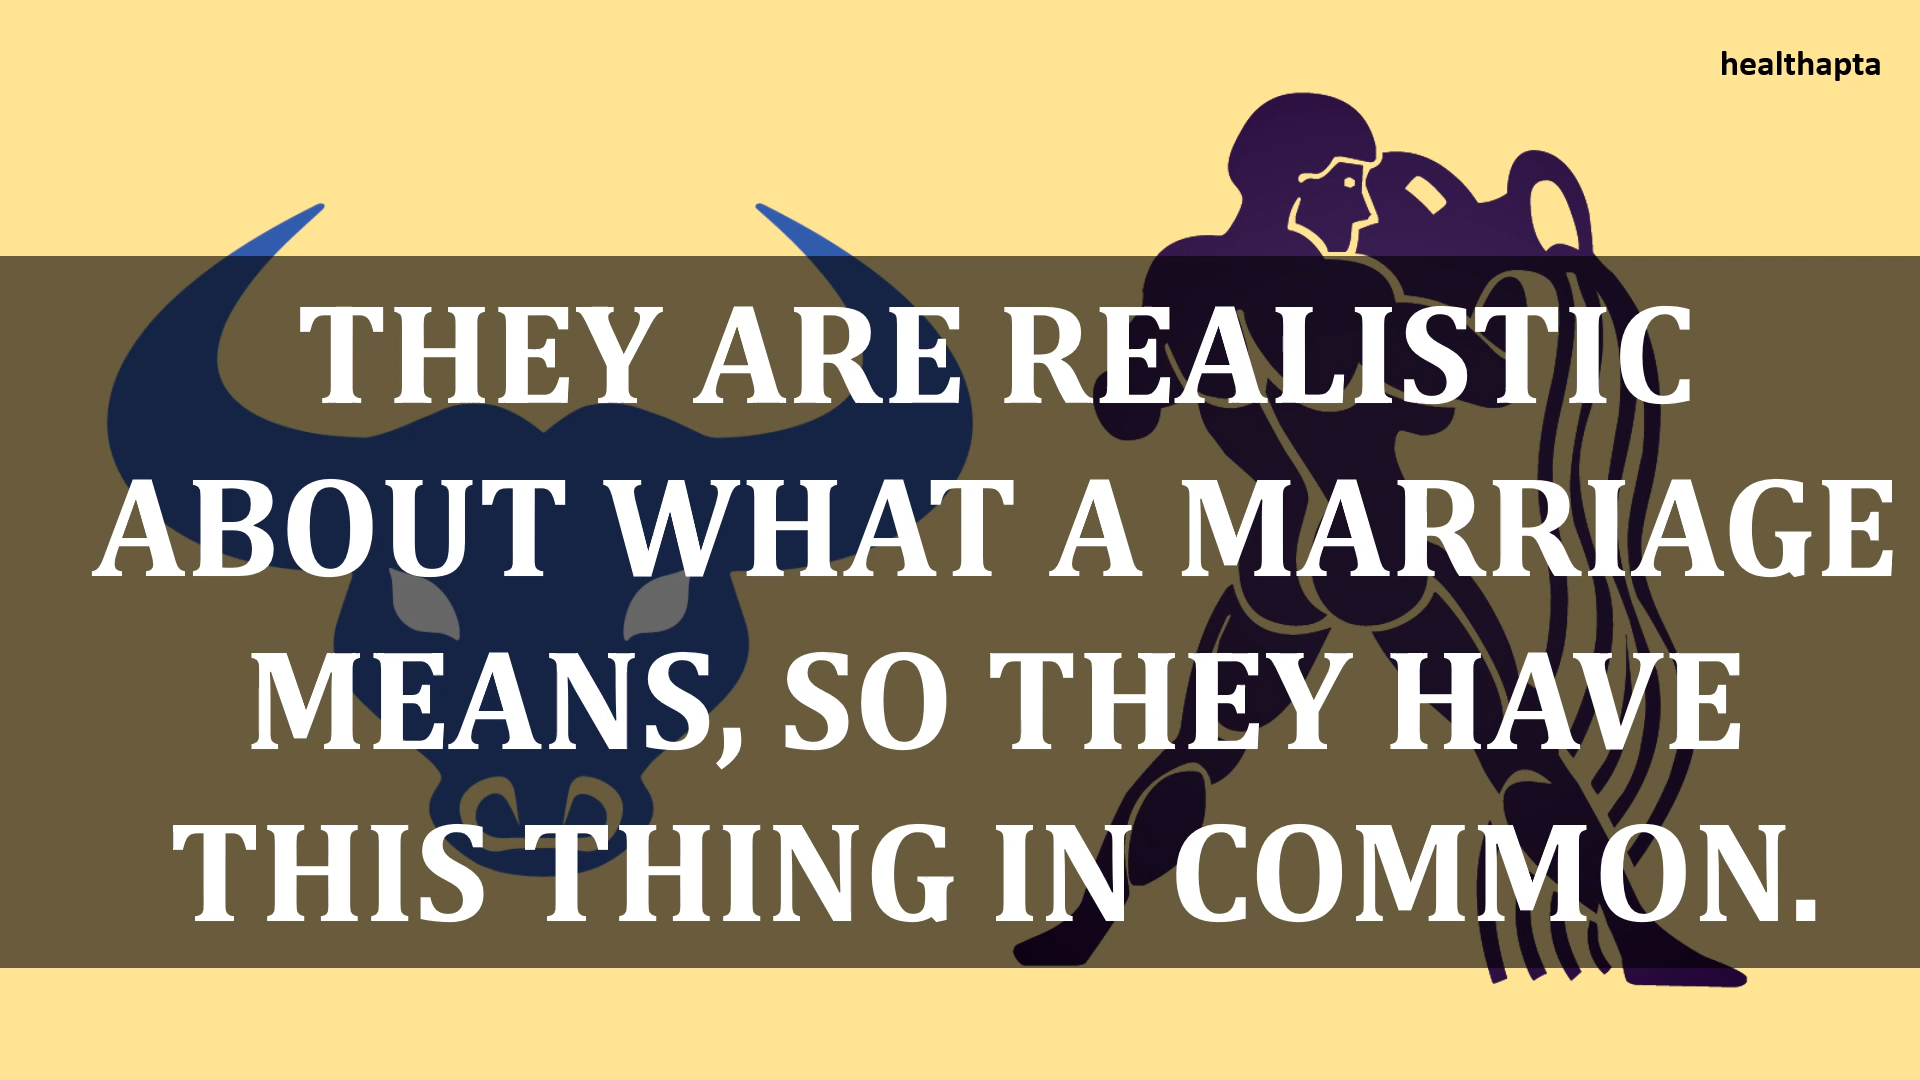 healthapta
THEY ARE REALISTIC
ABOUT WHAT A MARRIAGE
MEANS, SO THEY HAVE
THIS THING IN COMMON.